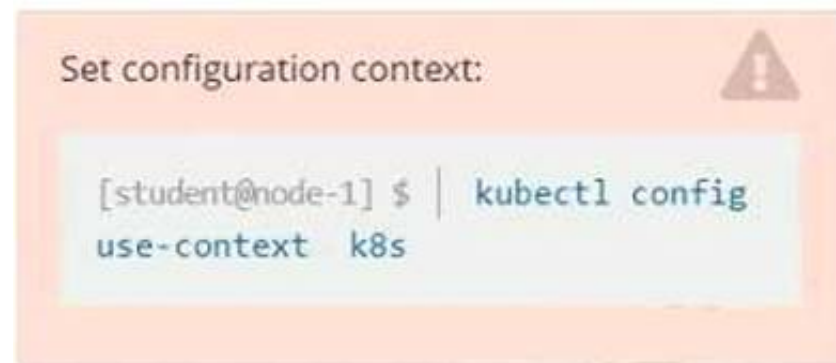 Set configuration context:
[student@node-1] $ | kubectl config
use-context k8s